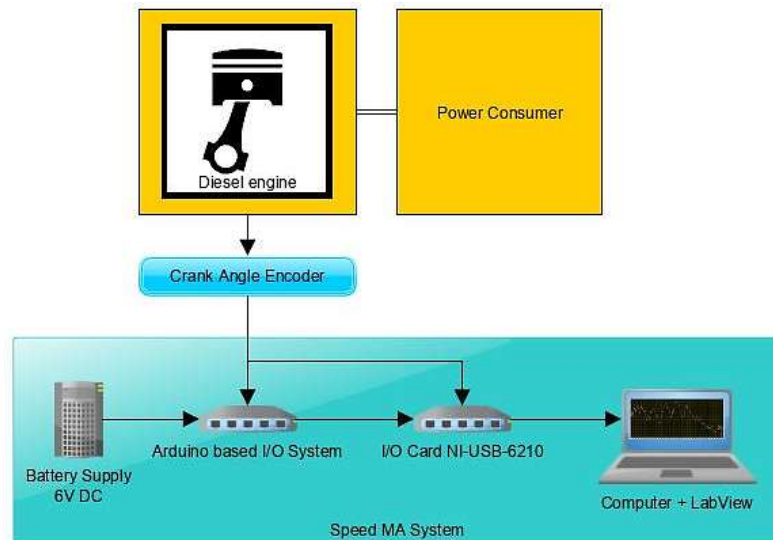 Diesel engine
Power Consumer
Crank Angle Encoder
Arduino based I/O System
I/O Card NI-USB-6210
Battery Supply
6V DC
Computer + LabView
Speed MA System